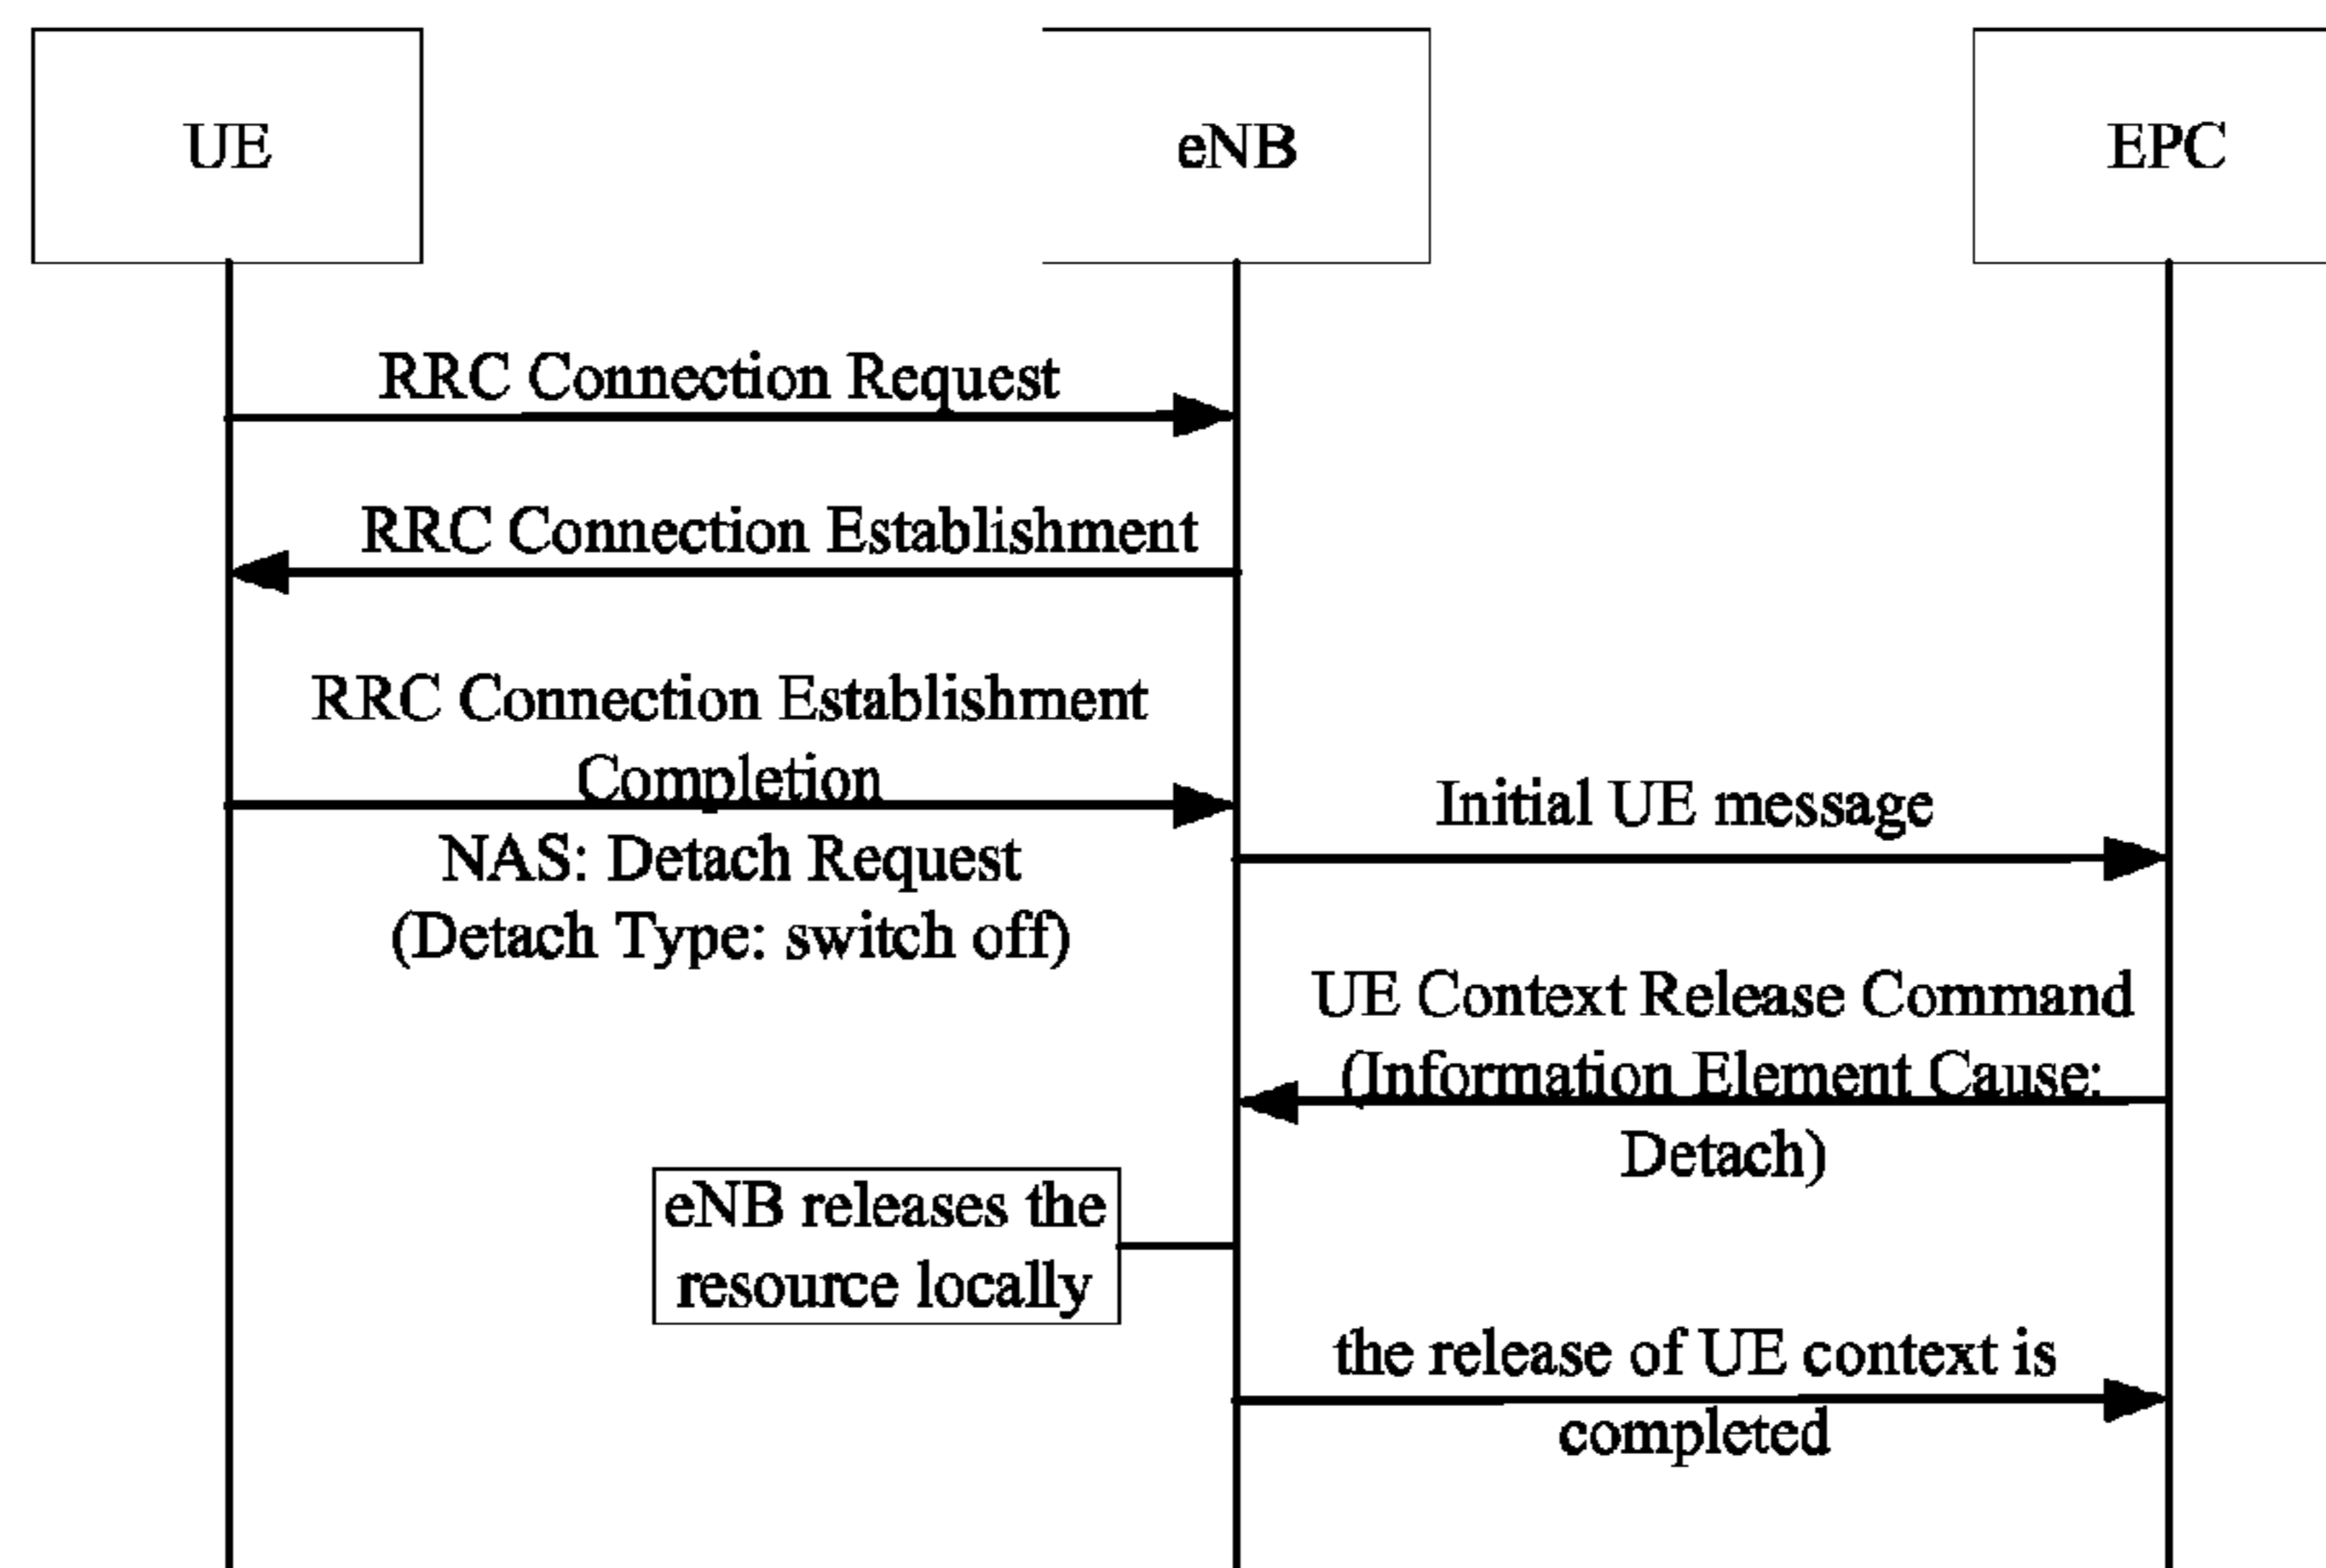 UE
eNB
EPC
RRC Connection Request
RRC Connection Establishment
RRC Connection Establishment
Completion
NAS: Detach Request
(Detach Type: switch off)
Initial UE message
UE Context Release Command
(Information Element Cause:
Detach)
eNB releases the
resource locally
the release of UE context is
completed